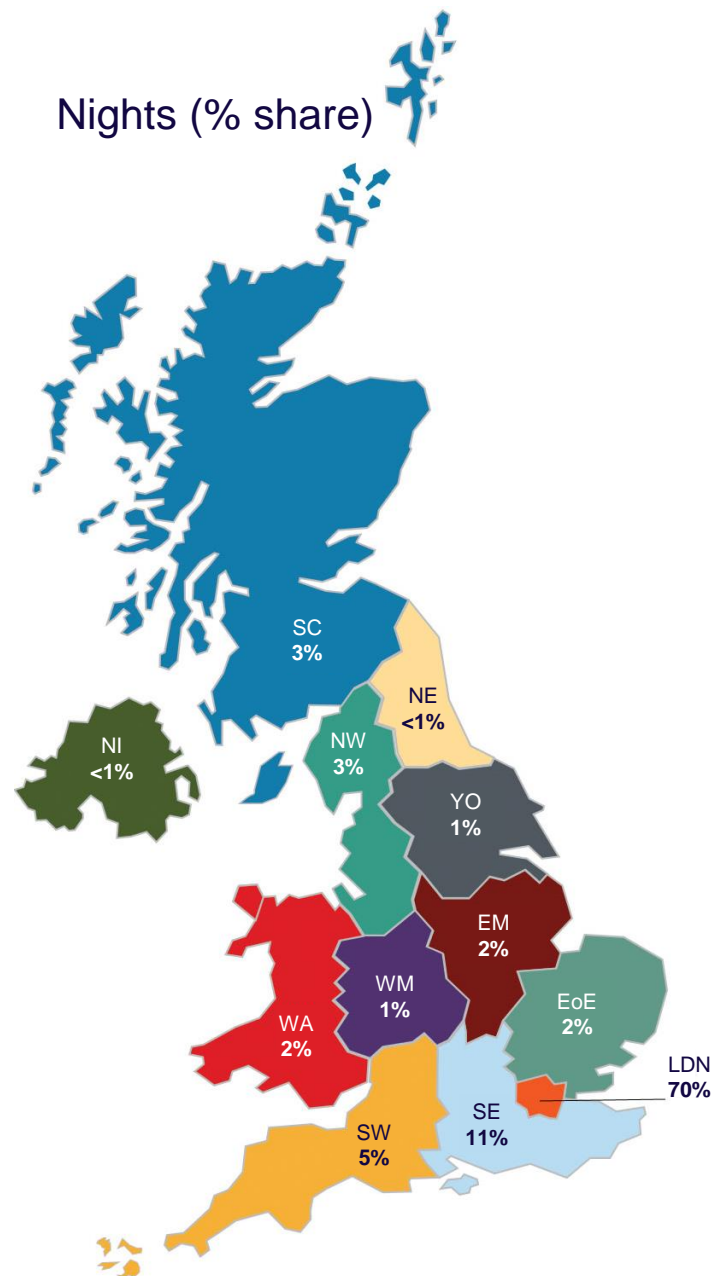 Nights (% share)
SC
3%
NE
<1%
NI
<1%
NW
3%
YO
1%
EM
2%
WM
1%
EoE
2%
WA
2%
LDN
70%
SE
11%
SW
5%